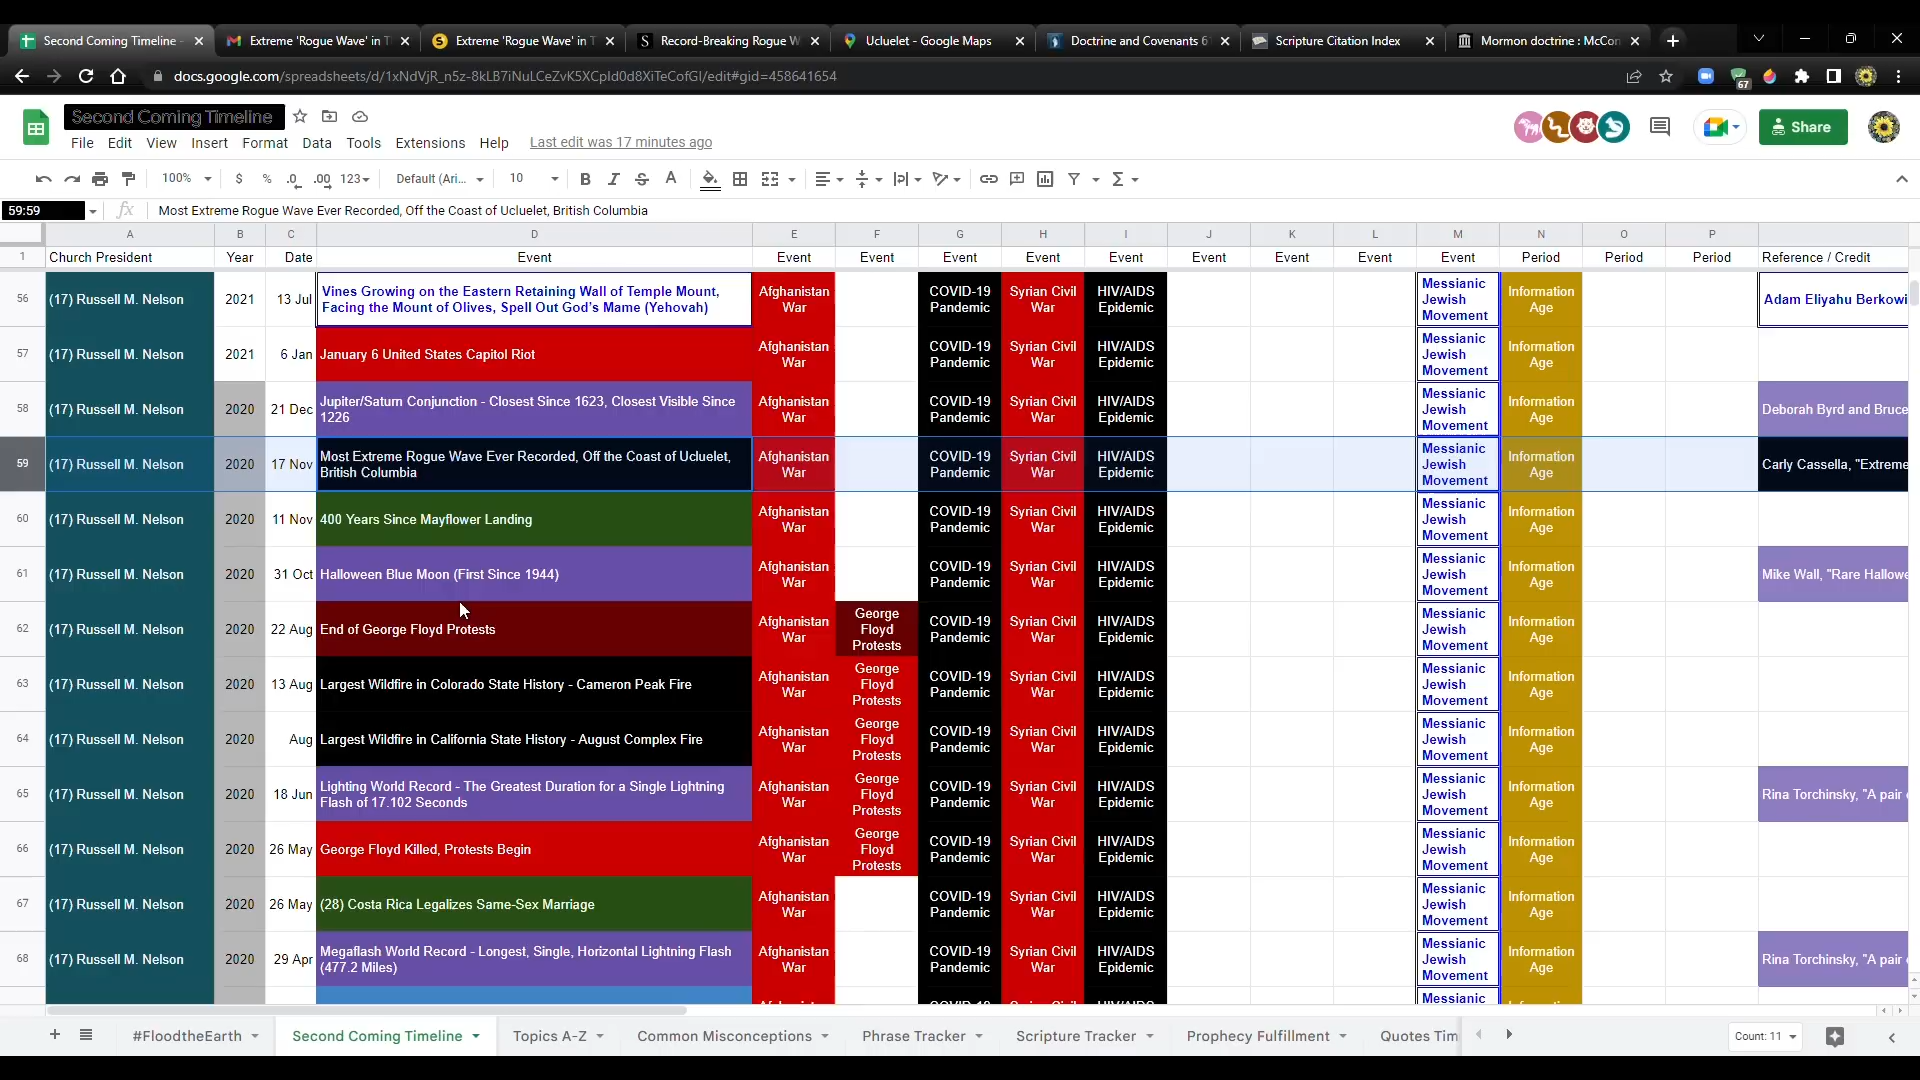 Second Coming Timeline -
Extreme 'Rogue Wave' in T
Extreme 'Rogue Wave' in T
Record-Breaking Rogue W
Ucluelet - Google Maps
Doctrine and Covenants 6
Scripture Citation Index
Mormon doctrine : McCon
docs.google.com/spreadsheets/d/1xNdVjR_n5z-8kLB7iNuLCeZvK5XCpld0d8XiTeCofGI/edit#gid=458641654
67
Second Coming Timeline
File Edit View Insert Format Data Tools Extensions Help Last edit was 17 minutes ago
Share
100% $ % .0 .00 123 Default (Ari... 10 B I S A
59:59 fx Most Extreme Rogue Wave Ever Recorded, Off the Coast of Ucluelet, British Columbia
A B C D E F G H I J K L M N O P
1 Church President Year Date Event Event Event Event Event Event Event Event Event Event Period Period Period Reference / Credit
56 (17) Russell M. Nelson 2021 13 Jul Vines Growing on the Eastern Retaining Wall of Temple Mount,
Facing the Mount of Olives, Spell Out God's Mame (Yehovah)
Afghanistan War COVID-19 Pandemic Syrian Civil War HIV/AIDS Epidemic Messianic Jewish Movement Information Age Adam Eliyahu Berkowi
57 (17) Russell M. Nelson 2021 6 Jan January 6 United States Capitol Riot
Afghanistan War COVID-19 Pandemic Syrian Civil War HIV/AIDS Epidemic Messianic Jewish Movement Information Age
58 (17) Russell M. Nelson 2020 21 Dec Jupiter/Saturn Conjunction - Closest Since 1623, Closest Visible Since
1226
Afghanistan War COVID-19 Pandemic Syrian Civil War HIV/AIDS Epidemic Messianic Jewish Movement Information Age Deborah Byrd and Bruce
59 (17) Russell M. Nelson 2020 17 Nov Most Extreme Rogue Wave Ever Recorded, Off the Coast of Ucluelet,
British Columbia
Afghanistan War COVID-19 Pandemic Syrian Civil War HIV/AIDS Epidemic Messianic Jewish Movement Information Age Carly Cassella, "Extreme
60 (17) Russell M. Nelson 2020 11 Nov 400 Years Since Mayflower Landing
Afghanistan War COVID-19 Pandemic Syrian Civil War HIV/AIDS Epidemic Messianic Jewish Movement Information Age
61 (17) Russell M. Nelson 2020 31 Oct Halloween Blue Moon (First Since 1944)
Afghanistan War COVID-19 Pandemic Syrian Civil War HIV/AIDS Epidemic Messianic Jewish Movement Information Age Mike Wall, "Rare Hallowe
62 (17) Russell M. Nelson 2020 22 Aug End of George Floyd Protests
Afghanistan War George Floyd Protests COVID-19 Pandemic Syrian Civil War HIV/AIDS Epidemic Messianic Jewish Movement Information Age
63 (17) Russell M. Nelson 2020 13 Aug Largest Wildfire in Colorado State History - Cameron Peak Fire
Afghanistan War George Floyd Protests COVID-19 Pandemic Syrian Civil War HIV/AIDS Epidemic Messianic Jewish Movement Information Age
64 (17) Russell M. Nelson 2020 Aug Largest Wildfire in California State History - August Complex Fire
Afghanistan War George Floyd Protests COVID-19 Pandemic Syrian Civil War HIV/AIDS Epidemic Messianic Jewish Movement Information Age
65 (17) Russell M. Nelson 2020 18 Jun Lighting World Record - The Greatest Duration for a Single Lightning
Flash of 17.102 Seconds
Afghanistan War George Floyd Protests COVID-19 Pandemic Syrian Civil War HIV/AIDS Epidemic Messianic Jewish Movement Information Age Rina Torchinsky, "A pair
66 (17) Russell M. Nelson 2020 26 May George Floyd Killed, Protests Begin
Afghanistan War George Floyd Protests COVID-19 Pandemic Syrian Civil War HIV/AIDS Epidemic Messianic Jewish Movement Information Age
67 (17) Russell M. Nelson 2020 26 May (28) Costa Rica Legalizes Same-Sex Marriage
Afghanistan War COVID-19 Pandemic Syrian Civil War HIV/AIDS Epidemic Messianic Jewish Movement Information Age
68 (17) Russell M. Nelson 2020 29 Apr Megaflash World Record - Longest, Single, Horizontal Lightning Flash
(477.2 Miles)
Afghanistan War COVID-19 Pandemic Syrian Civil War HIV/AIDS Epidemic Messianic Jewish Movement Information Age Rina Torchinsky, "A pair
Messianic
#FloodtheEarth Second Coming Timeline Topics A-Z Common Misconceptions Phrase Tracker Scripture Tracker Prophecy Fulfillment Quotes Tim Count: 11